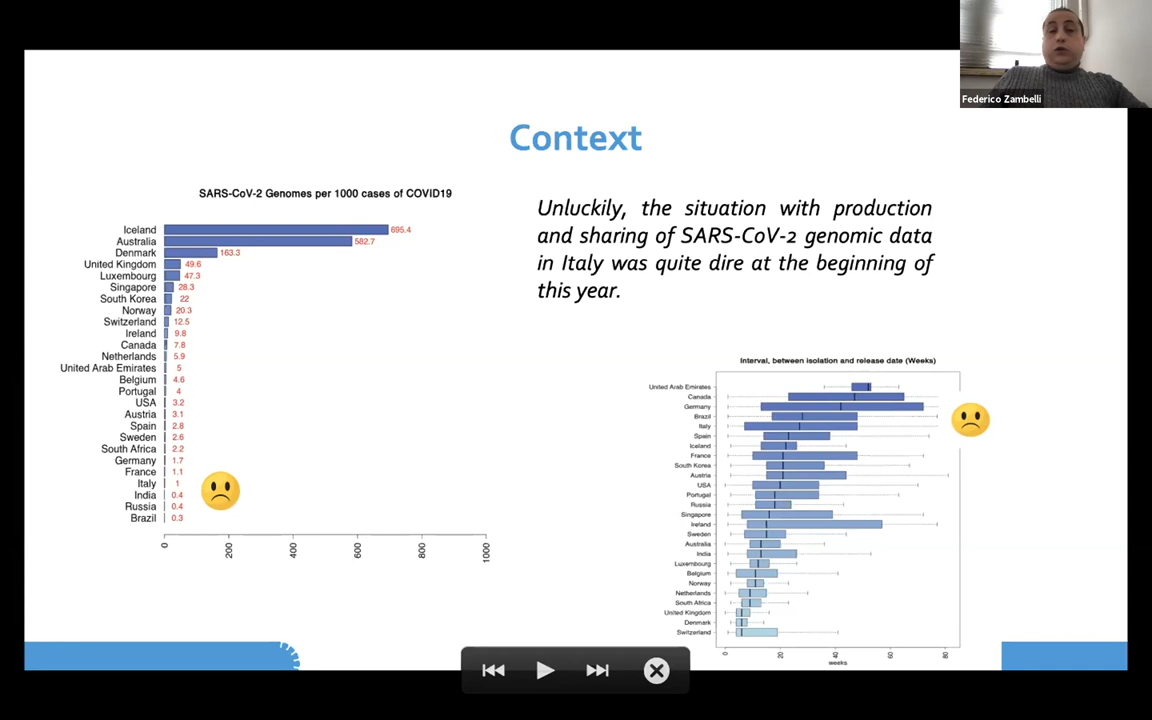 Federico Zambelli
Context
SARS-CoV-2 Genomes per 1000 cases of COVID19
Iceland 695.4
Australia 582.7
Denmark 163.3
United Kingdom 49.6
Luxembourg 47.3
Singapore 28.3
South Korea 22
Norway 20.3
Switzerland 12.5
Ireland 9.8
Canada 7.8
Netherlands 5.9
United Arab Emirates 5
Belgium 4.6
Portugal 4
USA 3.2
Austria 3.1
Spain 2.8
Sweden 2.6
South Africa 2.2
Germany 1.7
France 1.1
Italy 1
India 0.4
Russia 0.4
Brazil 0.3
0 200 400 600 800 1000
Unluckily, the situation with production
and sharing of SARS-CoV-2 genomic data
in Italy was quite dire at the beginning of
this year.
Interval, between isolation and release date (Weeks)
United Arab Emirates
Canada
Germany
Brazil
Italy
Spain
Iceland
France
South Korea
Austria
USA
Portugal
Russia
Singapore
Ireland
Sweden
Australia
India
Luxembourg
Belgium
Norway
Netherlands
South Africa
United Kingdom
Denmark
Switzerland
0 20 40 60 80
weeks